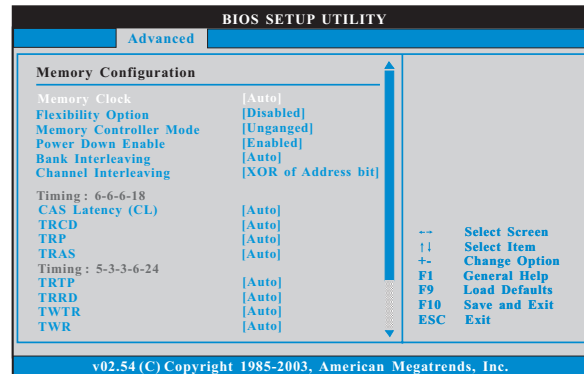 BIOS SETUP UTILITY
Advanced
Memory Configuration
Memory Clock [Auto]
Flexibility Option [Disabled]
Memory Controller Mode [Unganged]
Power Down Enable [Enabled]
Bank Interleaving [Auto]
Channel Interleaving [XOR of Address bit]
Timing : 6-6-6-18
CAS Latency (CL) [Auto]
TRCD [Auto]
TRP [Auto]
TRAS [Auto]
Timing : 5-3-3-6-24
TRTP [Auto]
TRRD [Auto]
TWTR [Auto]
TWR [Auto]
←→ Select Screen
↑↓ Select Item
+- Change Option
F1 General Help
F9 Load Defaults
F10 Save and Exit
ESC Exit
v02.54 (C) Copyright 1985-2003, American Megatrends, Inc.